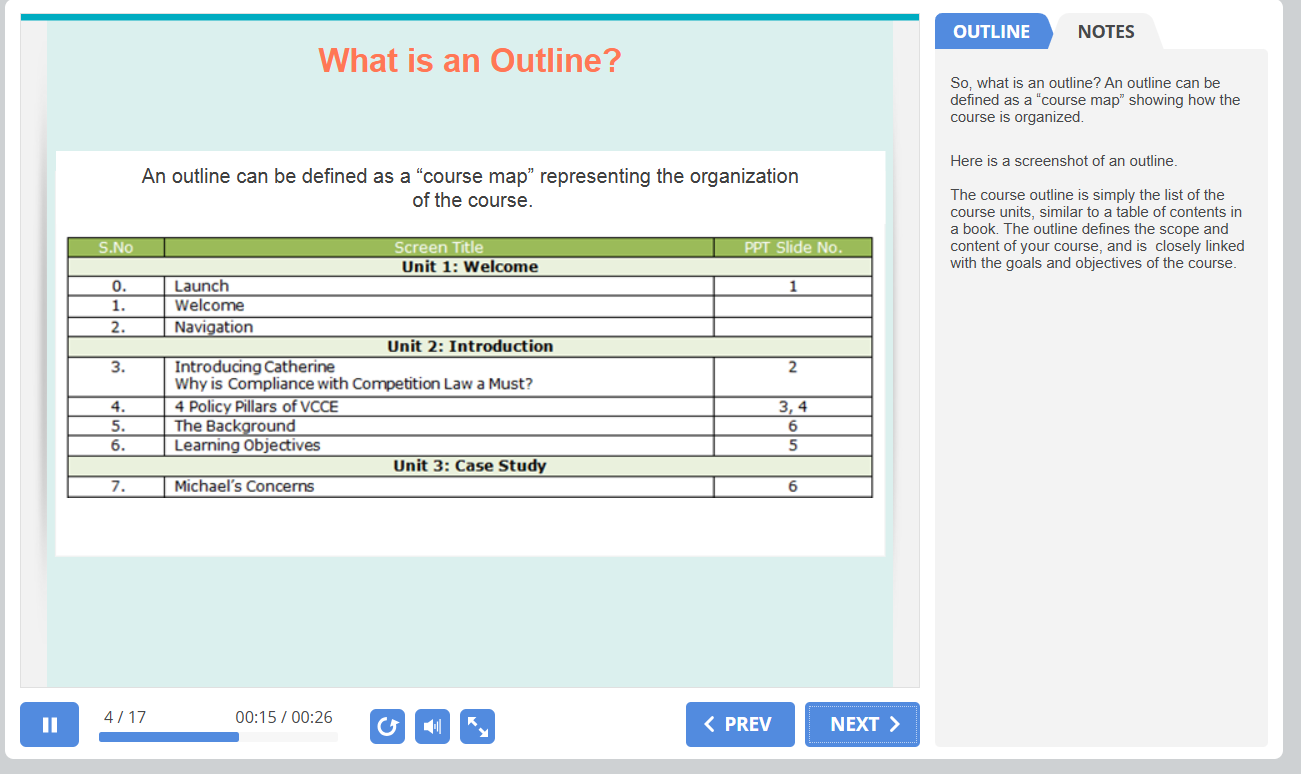 What is an Outline?
An outline can be defined as a “course map” representing the organization
of the course.
S.No Screen Title PPT Slide No.
Unit 1: Welcome
0. Launch 1
1. Welcome
2. Navigation
Unit 2: Introduction
3. Introducing Catherine 2
Why is Compliance with Competition Law a Must?
4. 4 Policy Pillars of VCCE 3, 4
5. The Background 6
6. Learning Objectives 5
Unit 3: Case Study
7. Michael’s Concerns 6
4 / 17 00:15 / 00:26
PREV NEXT
OUTLINE NOTES
So, what is an outline? An outline can be
defined as a “course map” showing how the
course is organized.
Here is a screenshot of an outline.
The course outline is simply the list of the
course units, similar to a table of contents in
a book. The outline defines the scope and
content of your course, and is  closely linked
with the goals and objectives of the course.